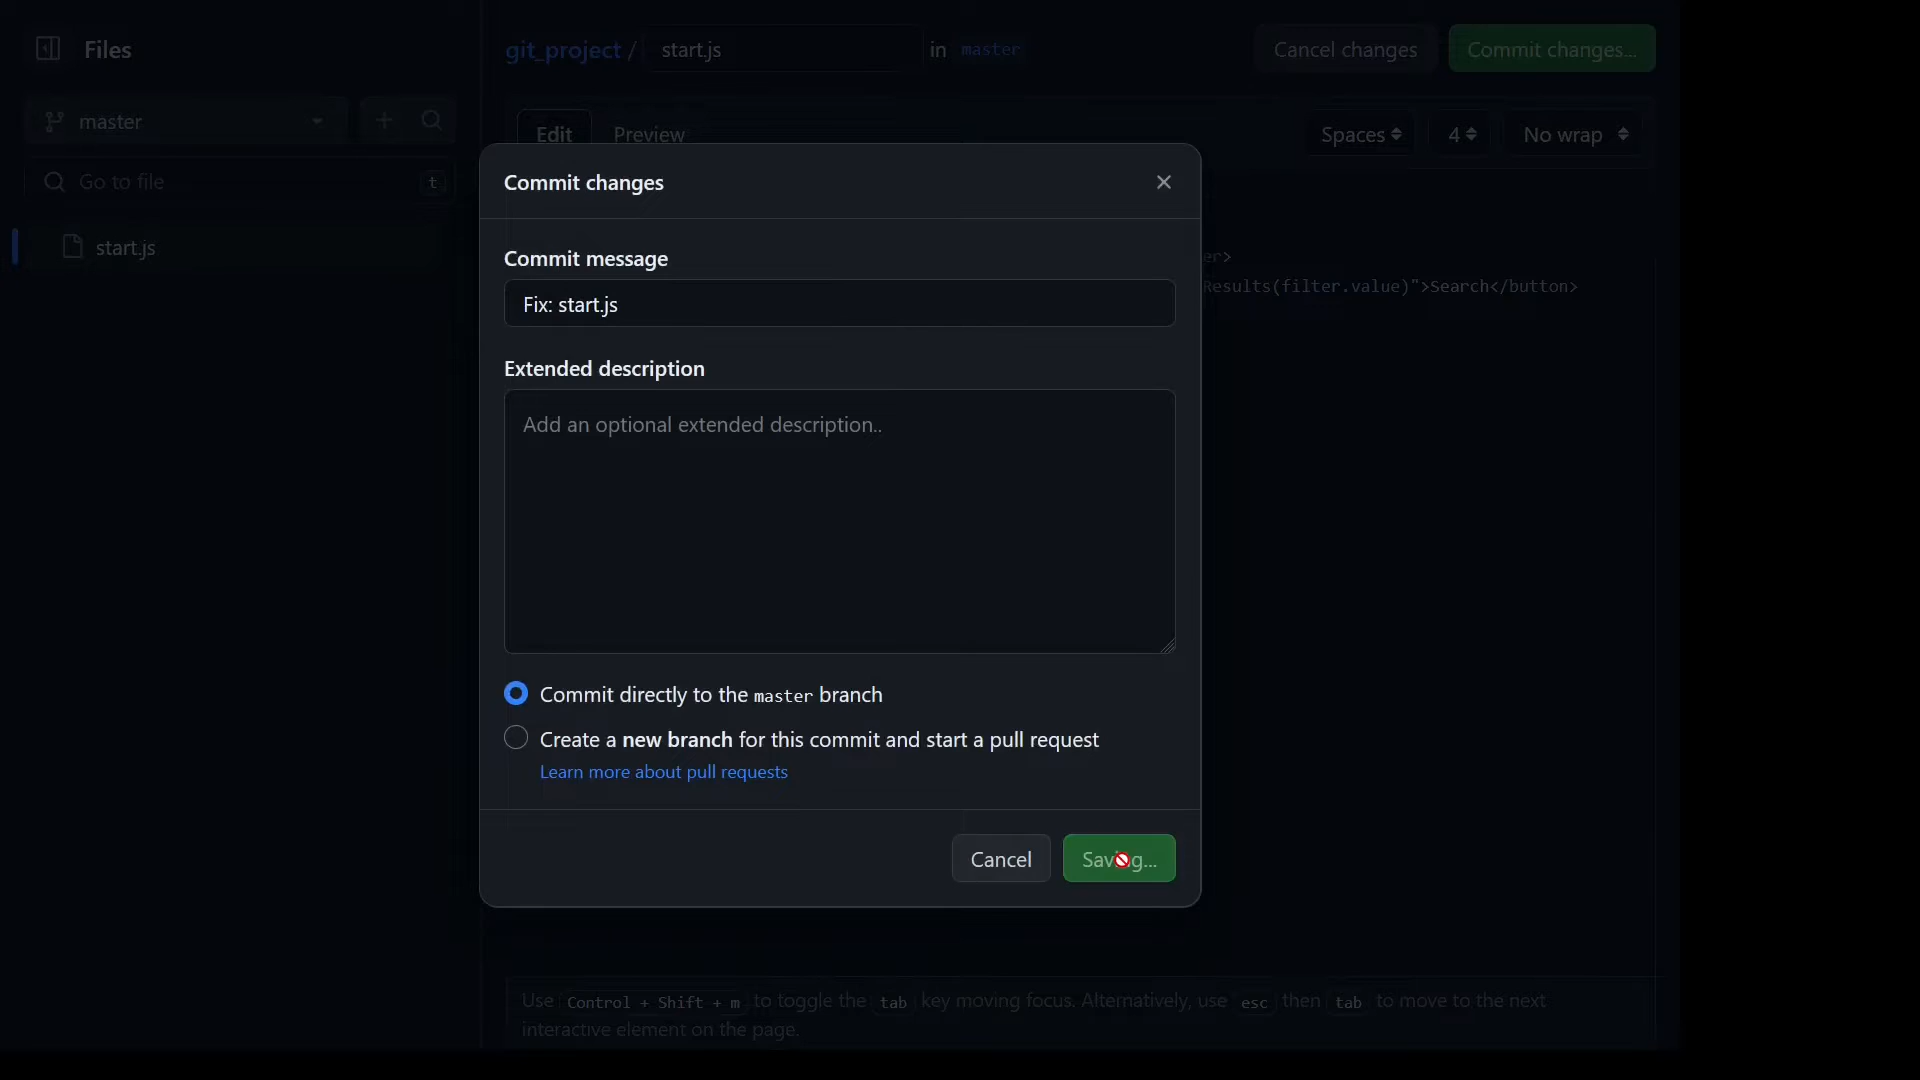 Files
git_project / start.js in master
Cancel changes
Commit changes...
master
Edit
Preview
Spaces
4
No wrap
Go to file
t
start.js
Commit changes
Commit message
Fix: start.js
er>
Results(filter.value)">Search</button>
Extended description
Add an optional extended description..
Commit directly to the master branch
Create a new branch for this commit and start a pull request
Learn more about pull requests
Cancel
Saving...
Use Control + Shift + m to toggle the tab key moving focus. Alternatively, use esc then tab to move to the next
interactive element on the page.